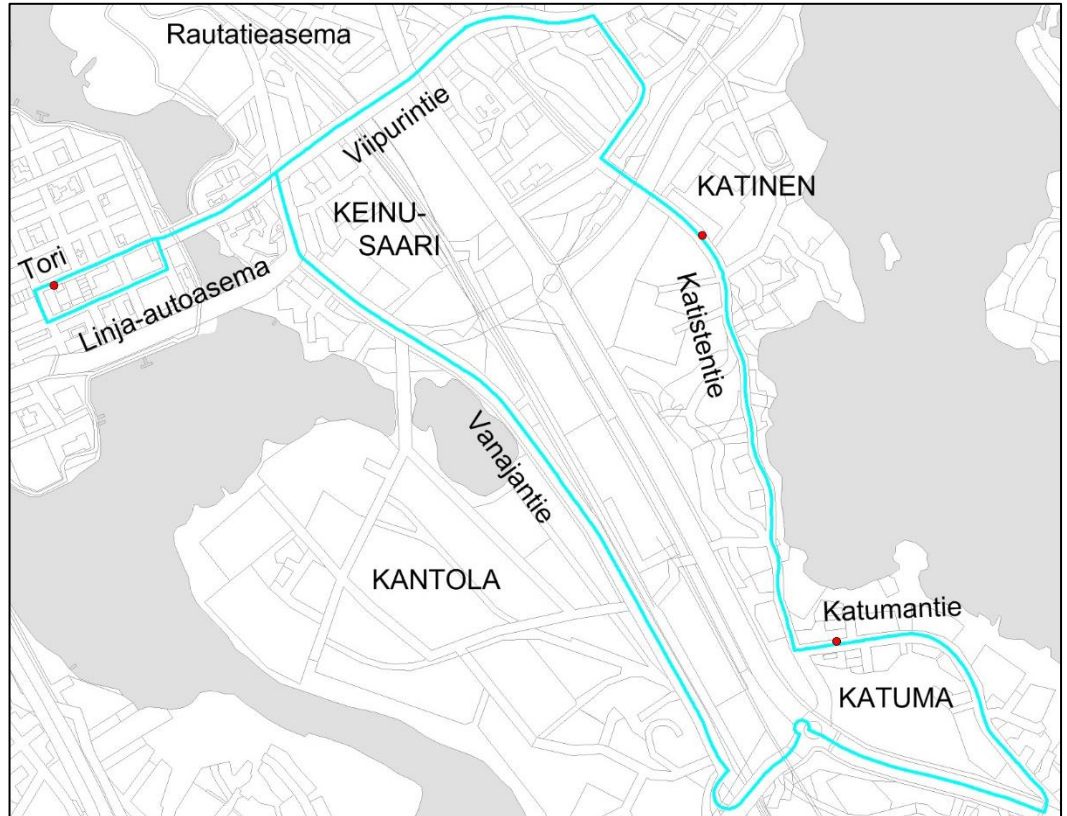 Rautatieasema
Viipurintie
KATINEN
KEINU-
SAARI
Tori
Linja-autoasema
Katistentie
Vanajantie
KANTOLA
Katumantie
KATUMA